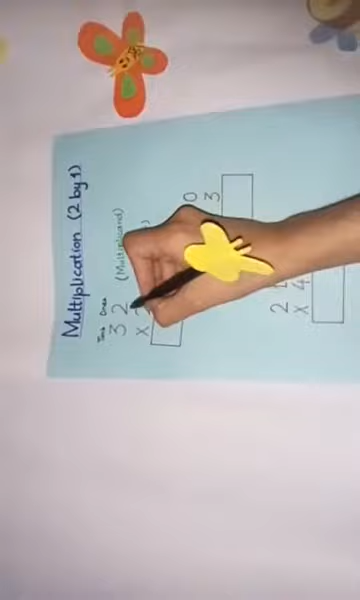 Multiplication (2 by 1)
Tens Ones
3 2 (Multiplicand)
X
0
3
2
X 4